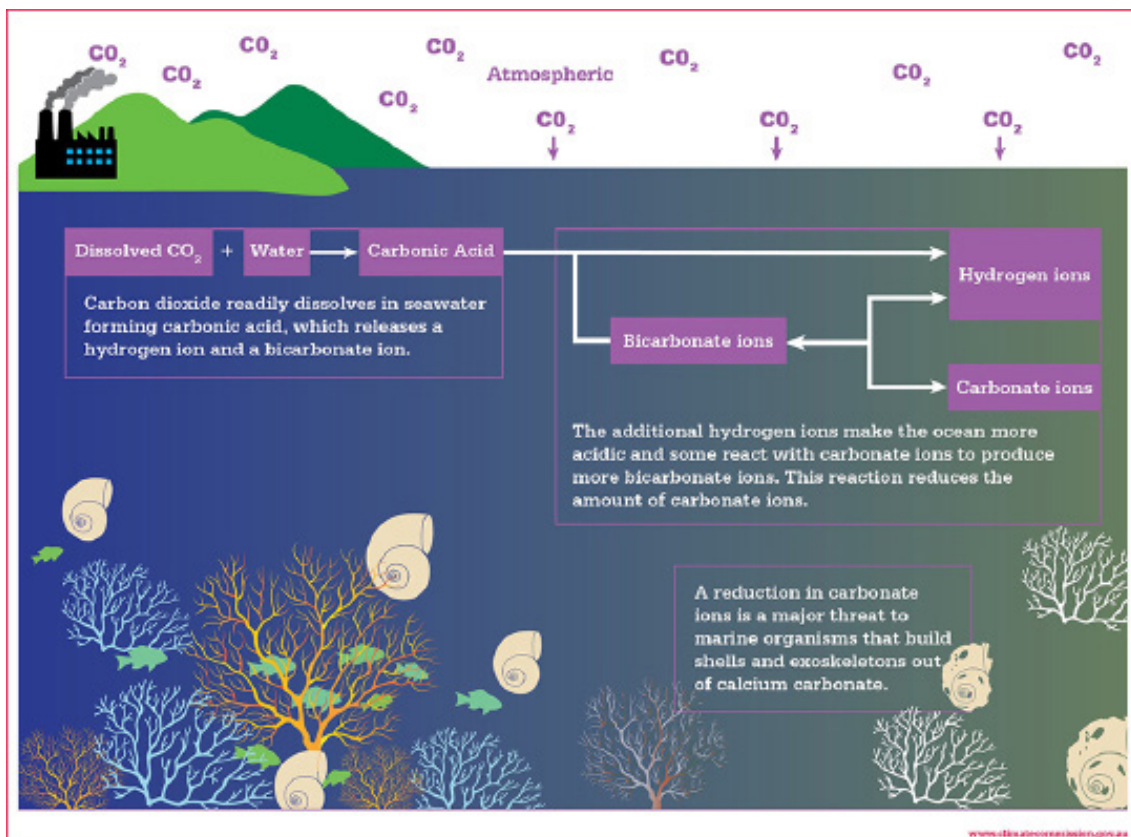 CO₂
CO₂
CO₂
CO₂
CO₂
CO₂
CO₂
CO₂
Atmospheric
CO₂
CO₂
CO₂
Dissolved CO₂ + Water Carbonic Acid
Carbon dioxide readily dissolves in seawater
forming carbonic acid, which releases a
hydrogen ion and a bicarbonate ion.
Hydrogen ions
Bicarbonate ions
Carbonate ions
The additional hydrogen ions make the ocean more
acidic and some react with carbonate ions to produce
more bicarbonate ions. This reaction reduces the
amount of carbonate ions.
A reduction in carbonate
ions is a major threat to
marine organisms that build
shells and exoskeletons out
of calcium carbonate.